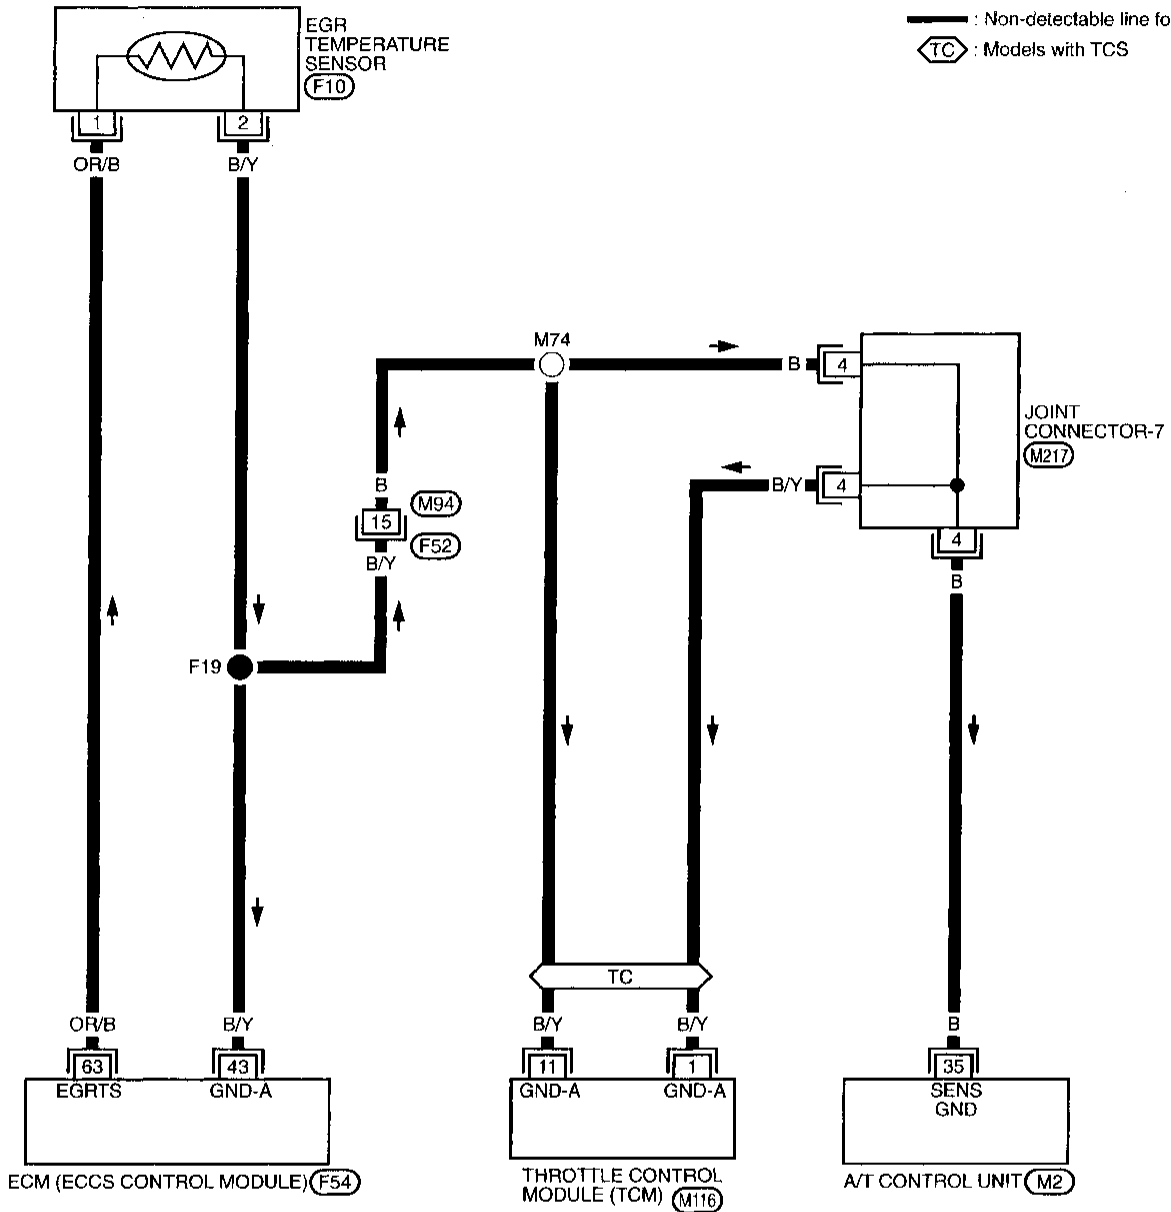 EGR
TEMPERATURE
SENSOR
F10
: Non-detectable line fo
TC : Models with TCS
1
2
OR/B
B/Y
M74
B
4
JOINT
CONNECTOR-7
M217
B/Y
4
B
M94
15
F52
B/Y
4
B
F19
TC
OR/B
B/Y
B/Y
B/Y
B
63
43
11
1
35
EGRTS
GND-A
GND-A
GND-A
SENS
GND
ECM (ECCS CONTROL MODULE) F54
THROTTLE CONTROL
MODULE (TCM) M116
A/T CONTROL UNIT M2